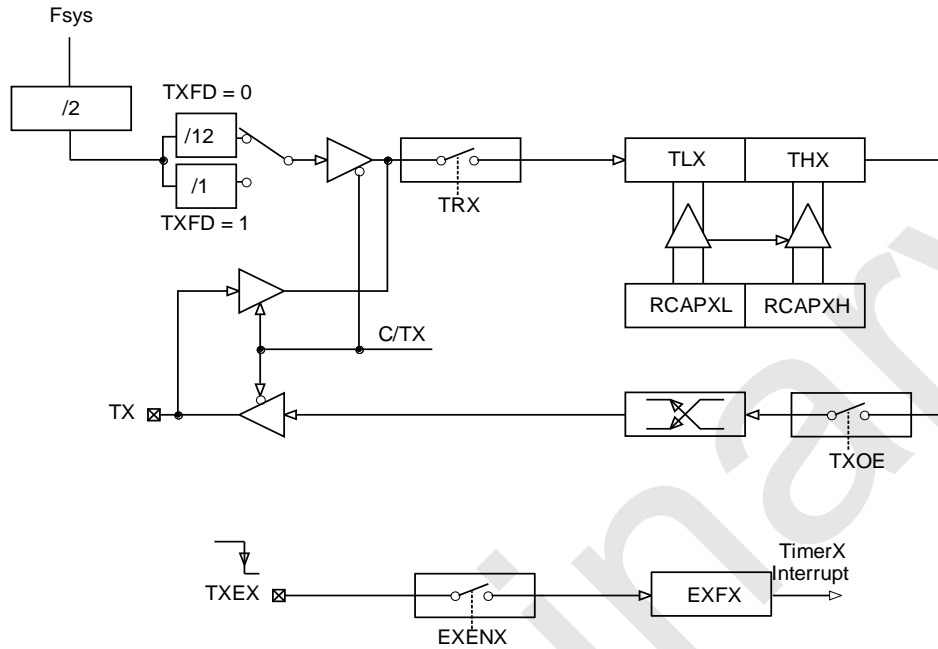 Fsys
/2
TXFD = 0
/12
/1
TXFD = 1
TRX
TLX
THX
RCAPXL
RCAPXH
C/TX
TX
TXOE
TXEX
EXENX
EXFX
TimerX
Interrupt